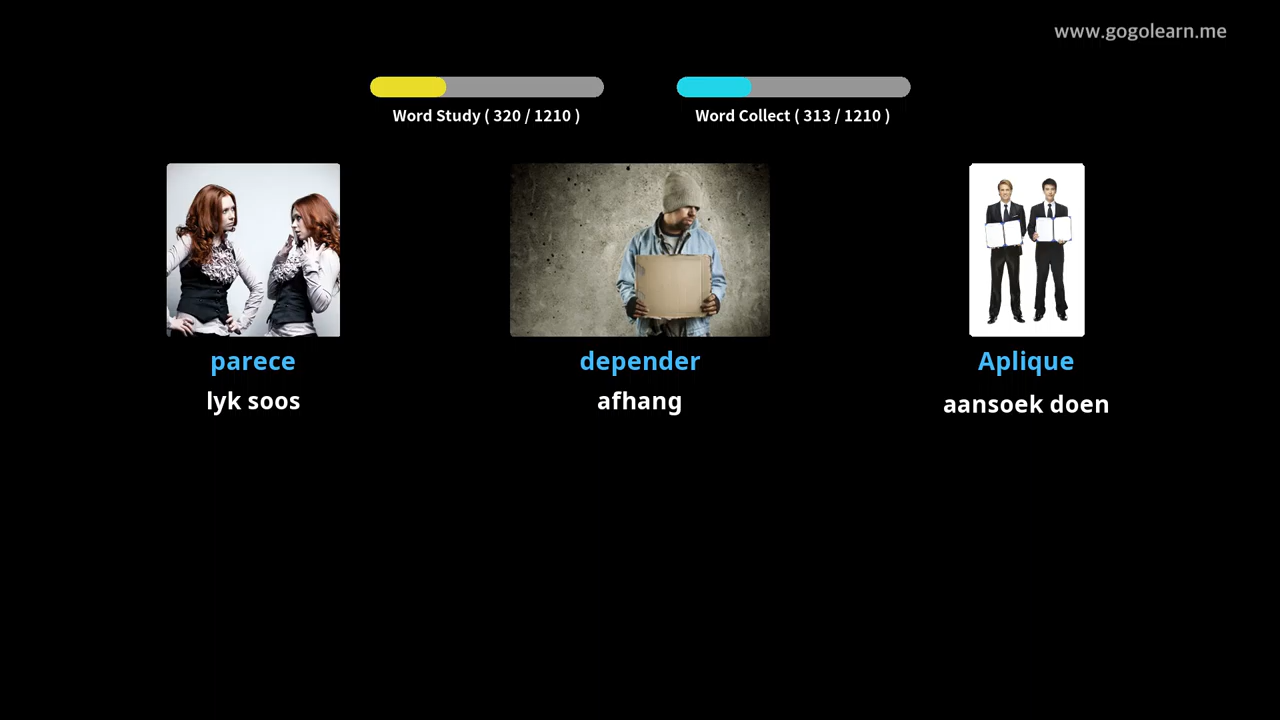 www.gogolearn.me
Word Study ( 320 / 1210 )
Word Collect ( 313 / 1210 )
parece
depender
Aplique
lyk soos
afhang
aansoek doen